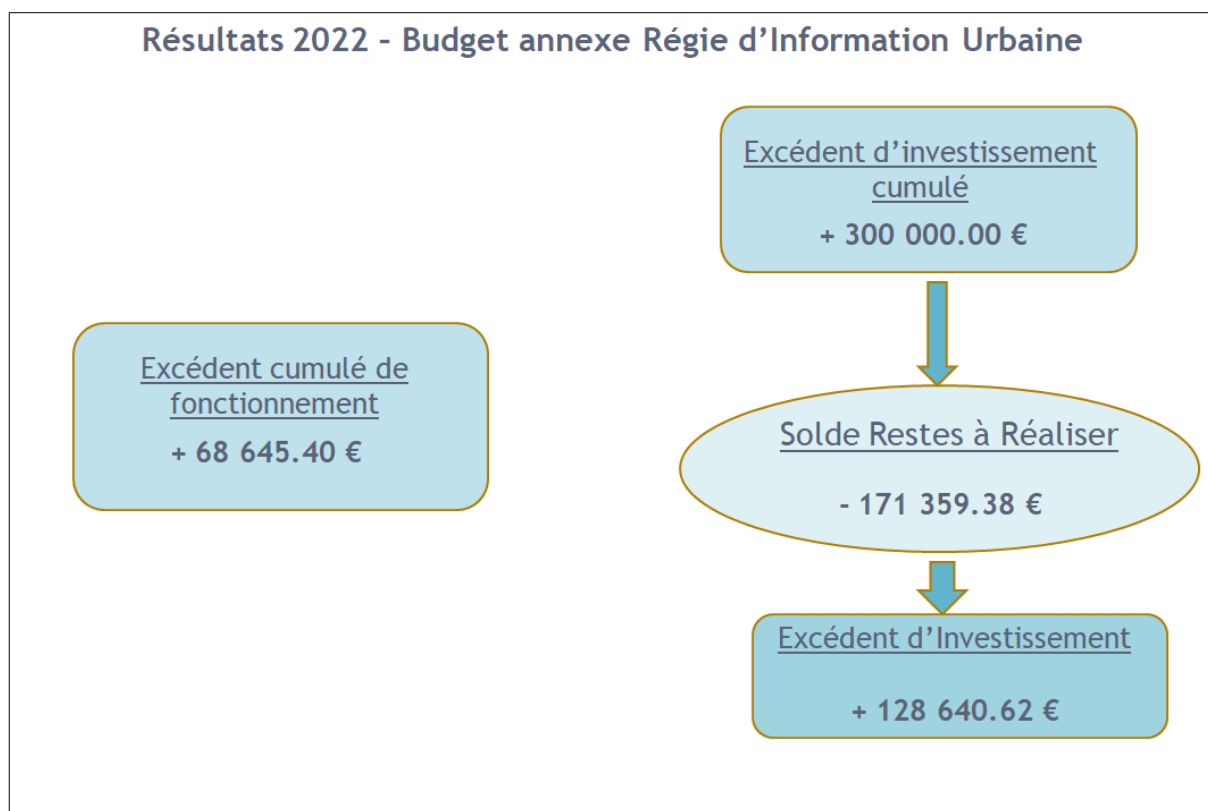 Résultats 2022 – Budget annexe Régie d’Information Urbaine
Excédent d’investissement
cumulé
+ 300 000.00 €
Excédent cumulé de
fonctionnement
+ 68 645.40 €
Solde Restes à Réaliser
- 171 359.38 €
Excédent d’Investissement
+ 128 640.62 €